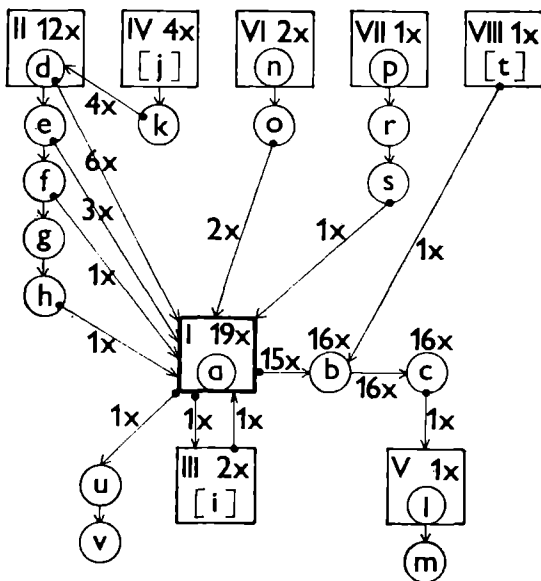 II 12x IV 4x VI 2x VII 1x VIII 1x
d [j] n p [t]
4x
e k o r
6x
f s
3x
g 2x 1x 1x
1x
h
1x I 19x 16x 16x
a 15x b 16x c
1x 1x 1x 1x
u III 2x V 1x
[i] l
v m